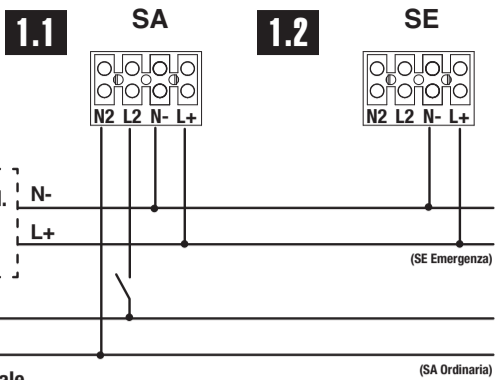 1.1 SA
1.2 SE
N2 L2 N- L+
N2 L2 N- L+
N-
L+
(SE Emergenza)
(SA Ordinaria)